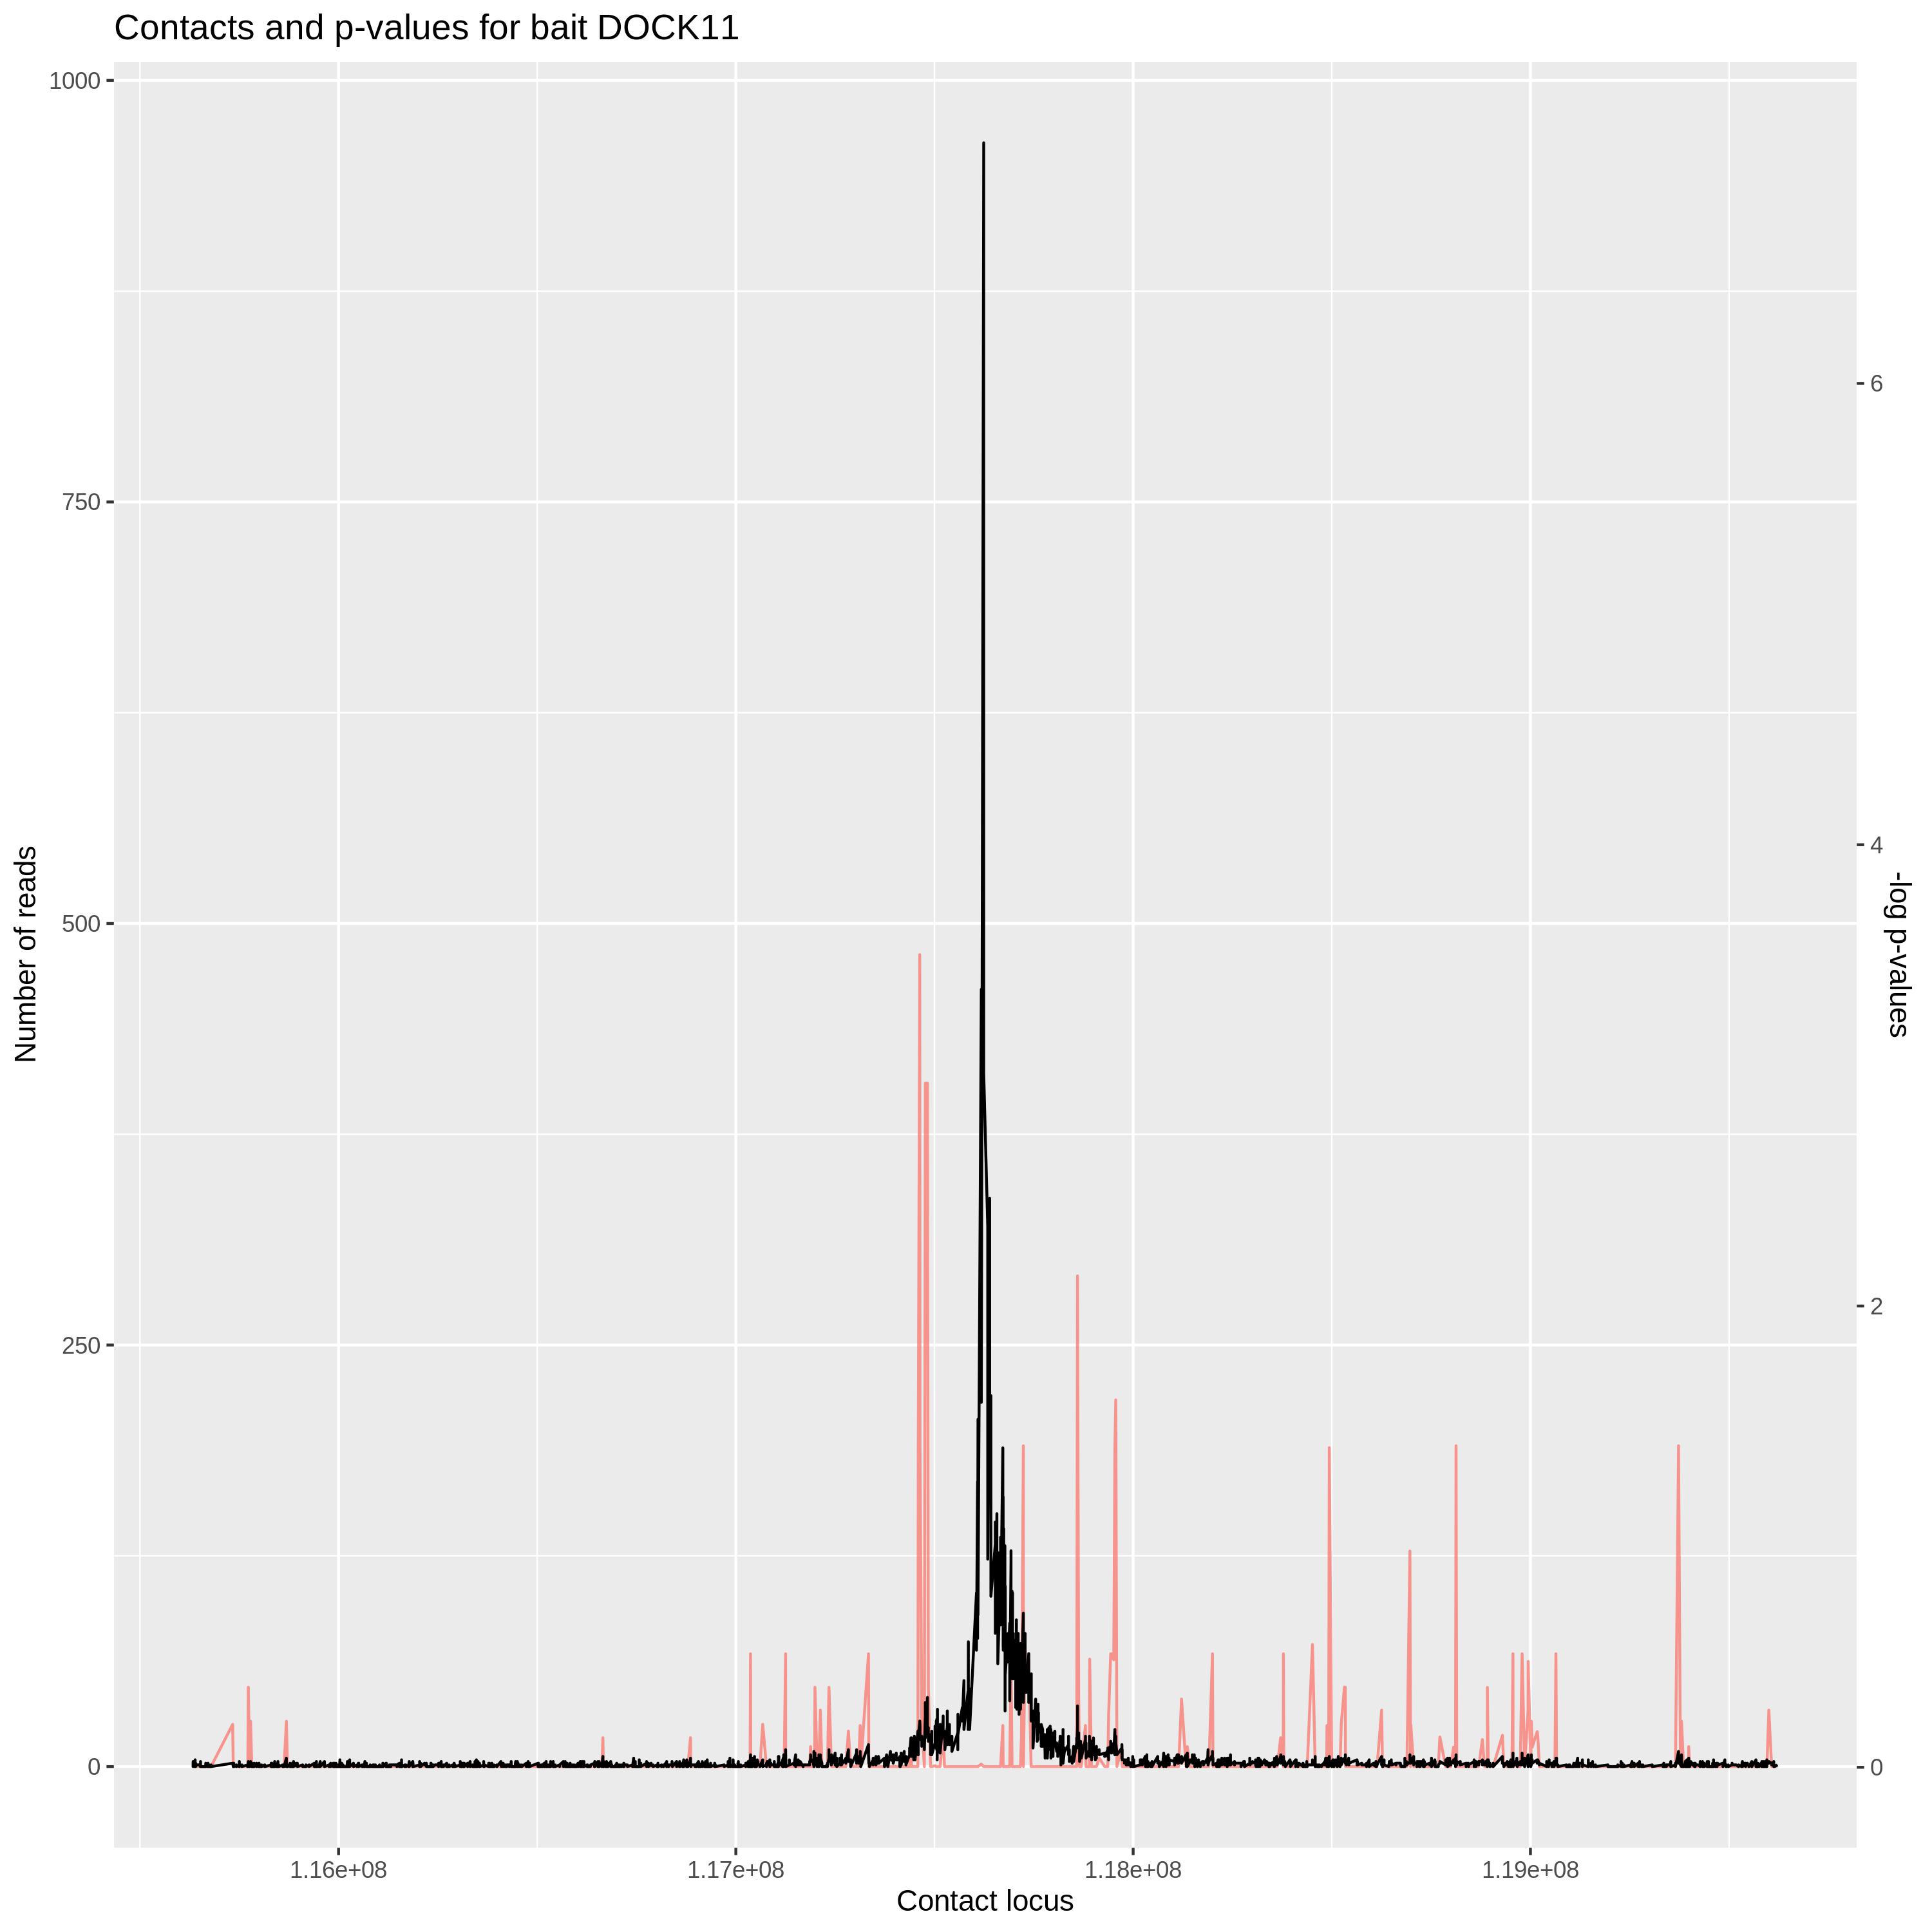 Contacts and p-values for bait DOCK11
1000
750
500
250
0
Number of reads
6
4
2
0
-log p-values
1.16e+08
1.17e+08
1.18e+08
1.19e+08
Contact locus